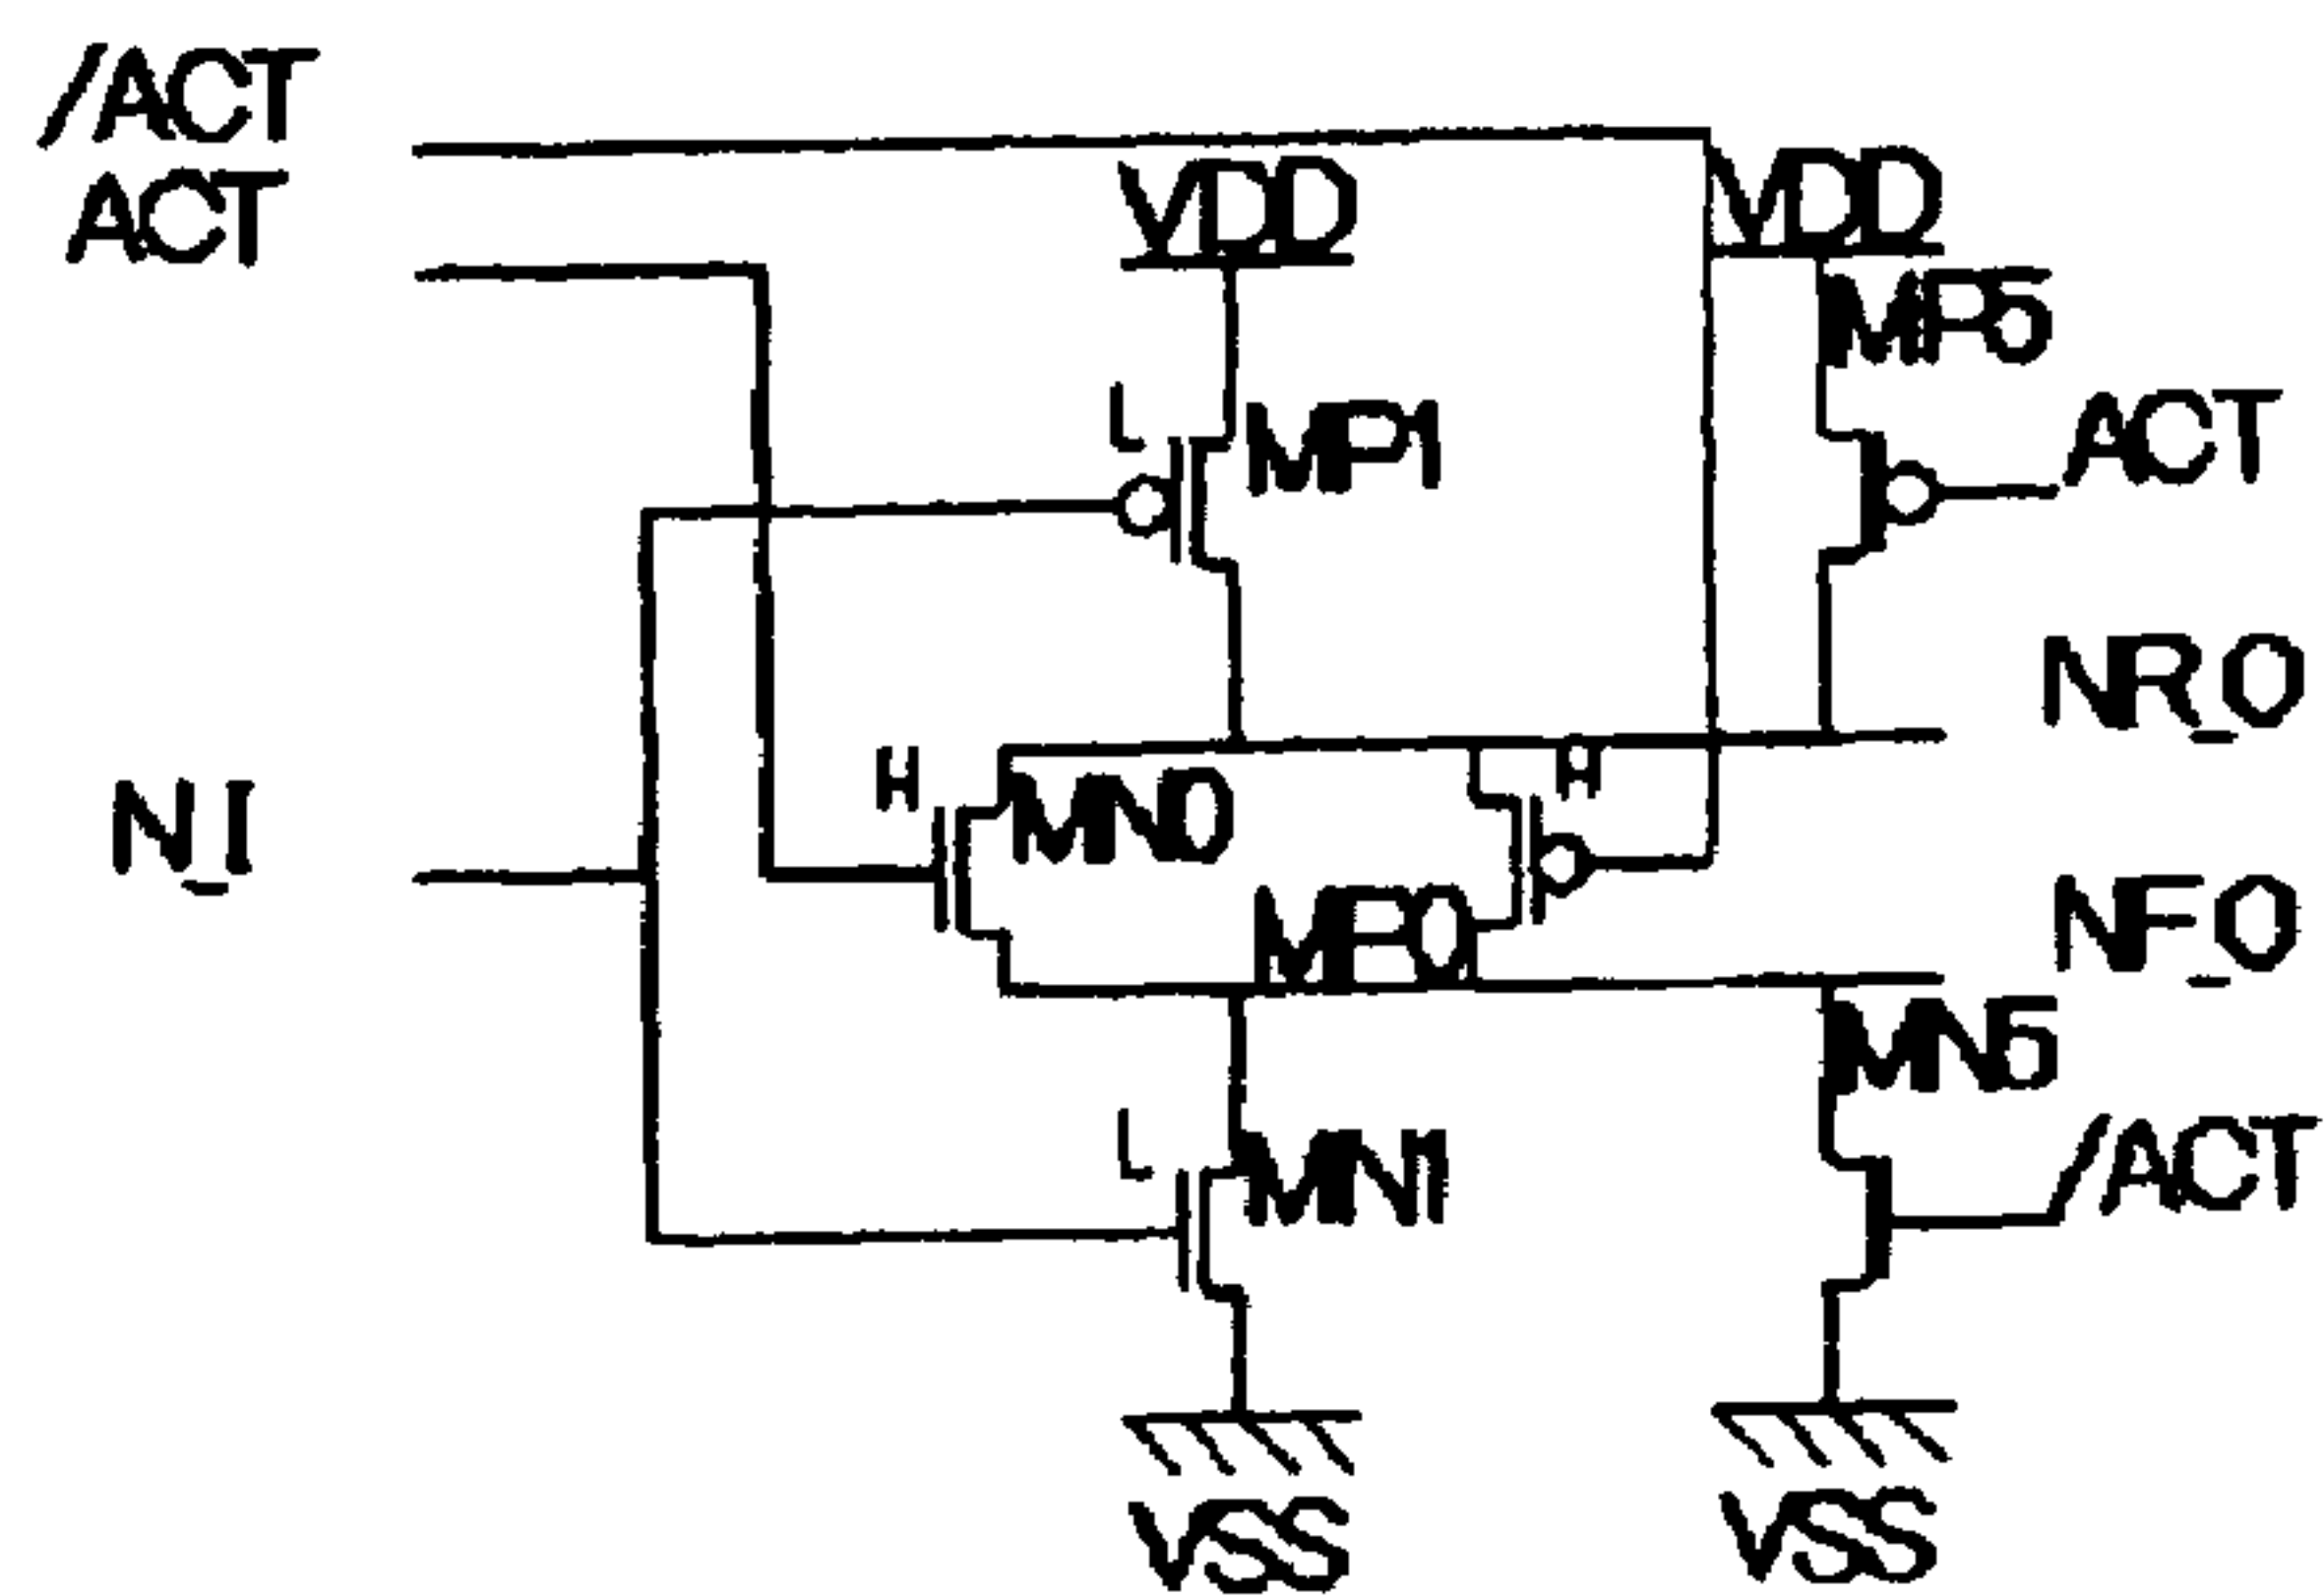 /ACT
ACT
VDD
VDD
MP5
L
MP1
ACT
NR_O
N_I
H
MN0
H
MP0
NF_O
MN5
L
MN1
/ACT
VSS
VSS